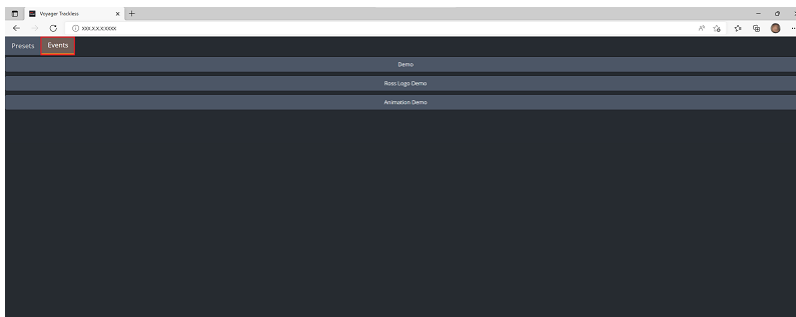 Voyager Trackless
xxx.x.x.x:xxxx
Presets
Events
Demo
Ross Logo Demo
Animation Demo